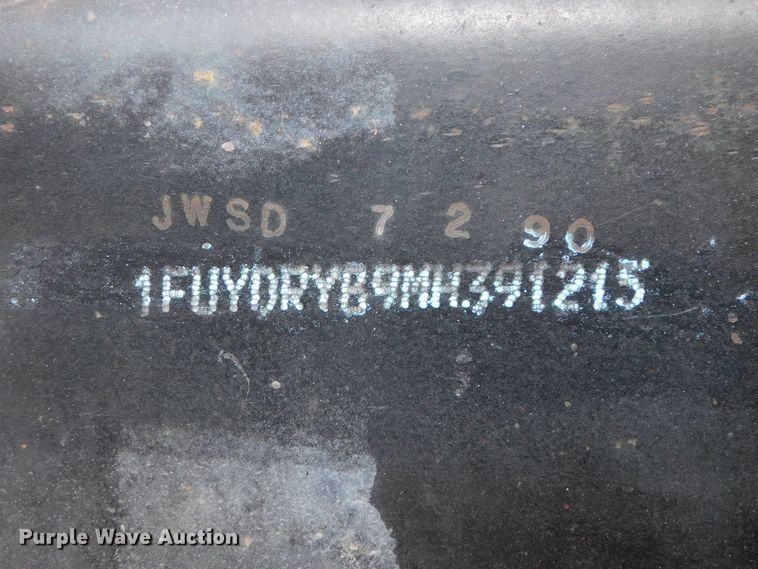 JWSD 7 2 90
1FUYDRYB9MH391215
Purple Wave Auction